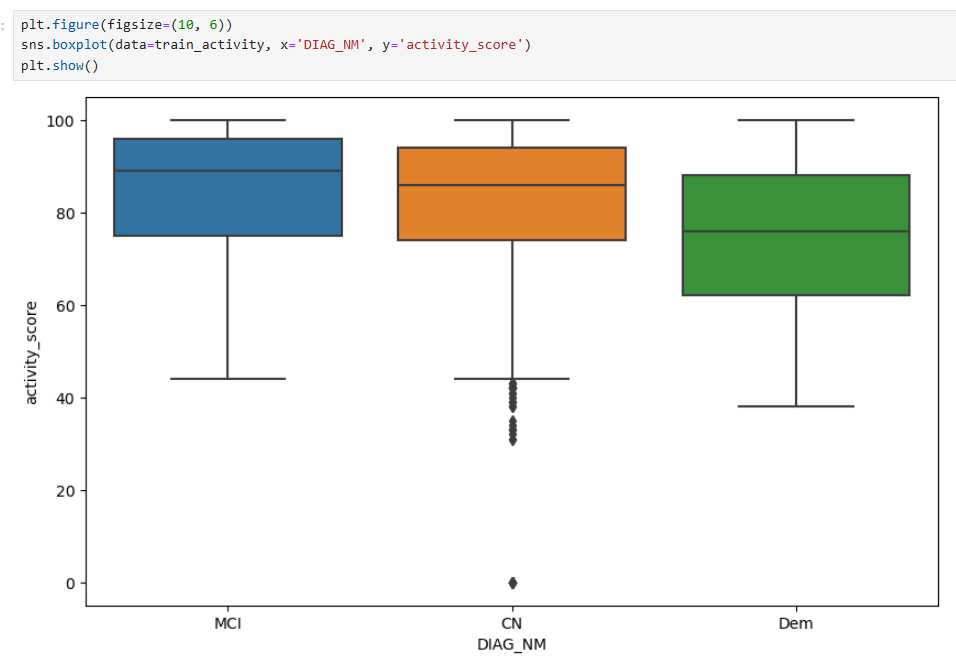 :
plt.figure(figsize=(10, 6))
sns.boxplot(data=train_activity, x='DIAG_NM', y='activity_score')
plt.show()
100
80
60
40
20
0
activity_score
MCI CN Dem
DIAG_NM